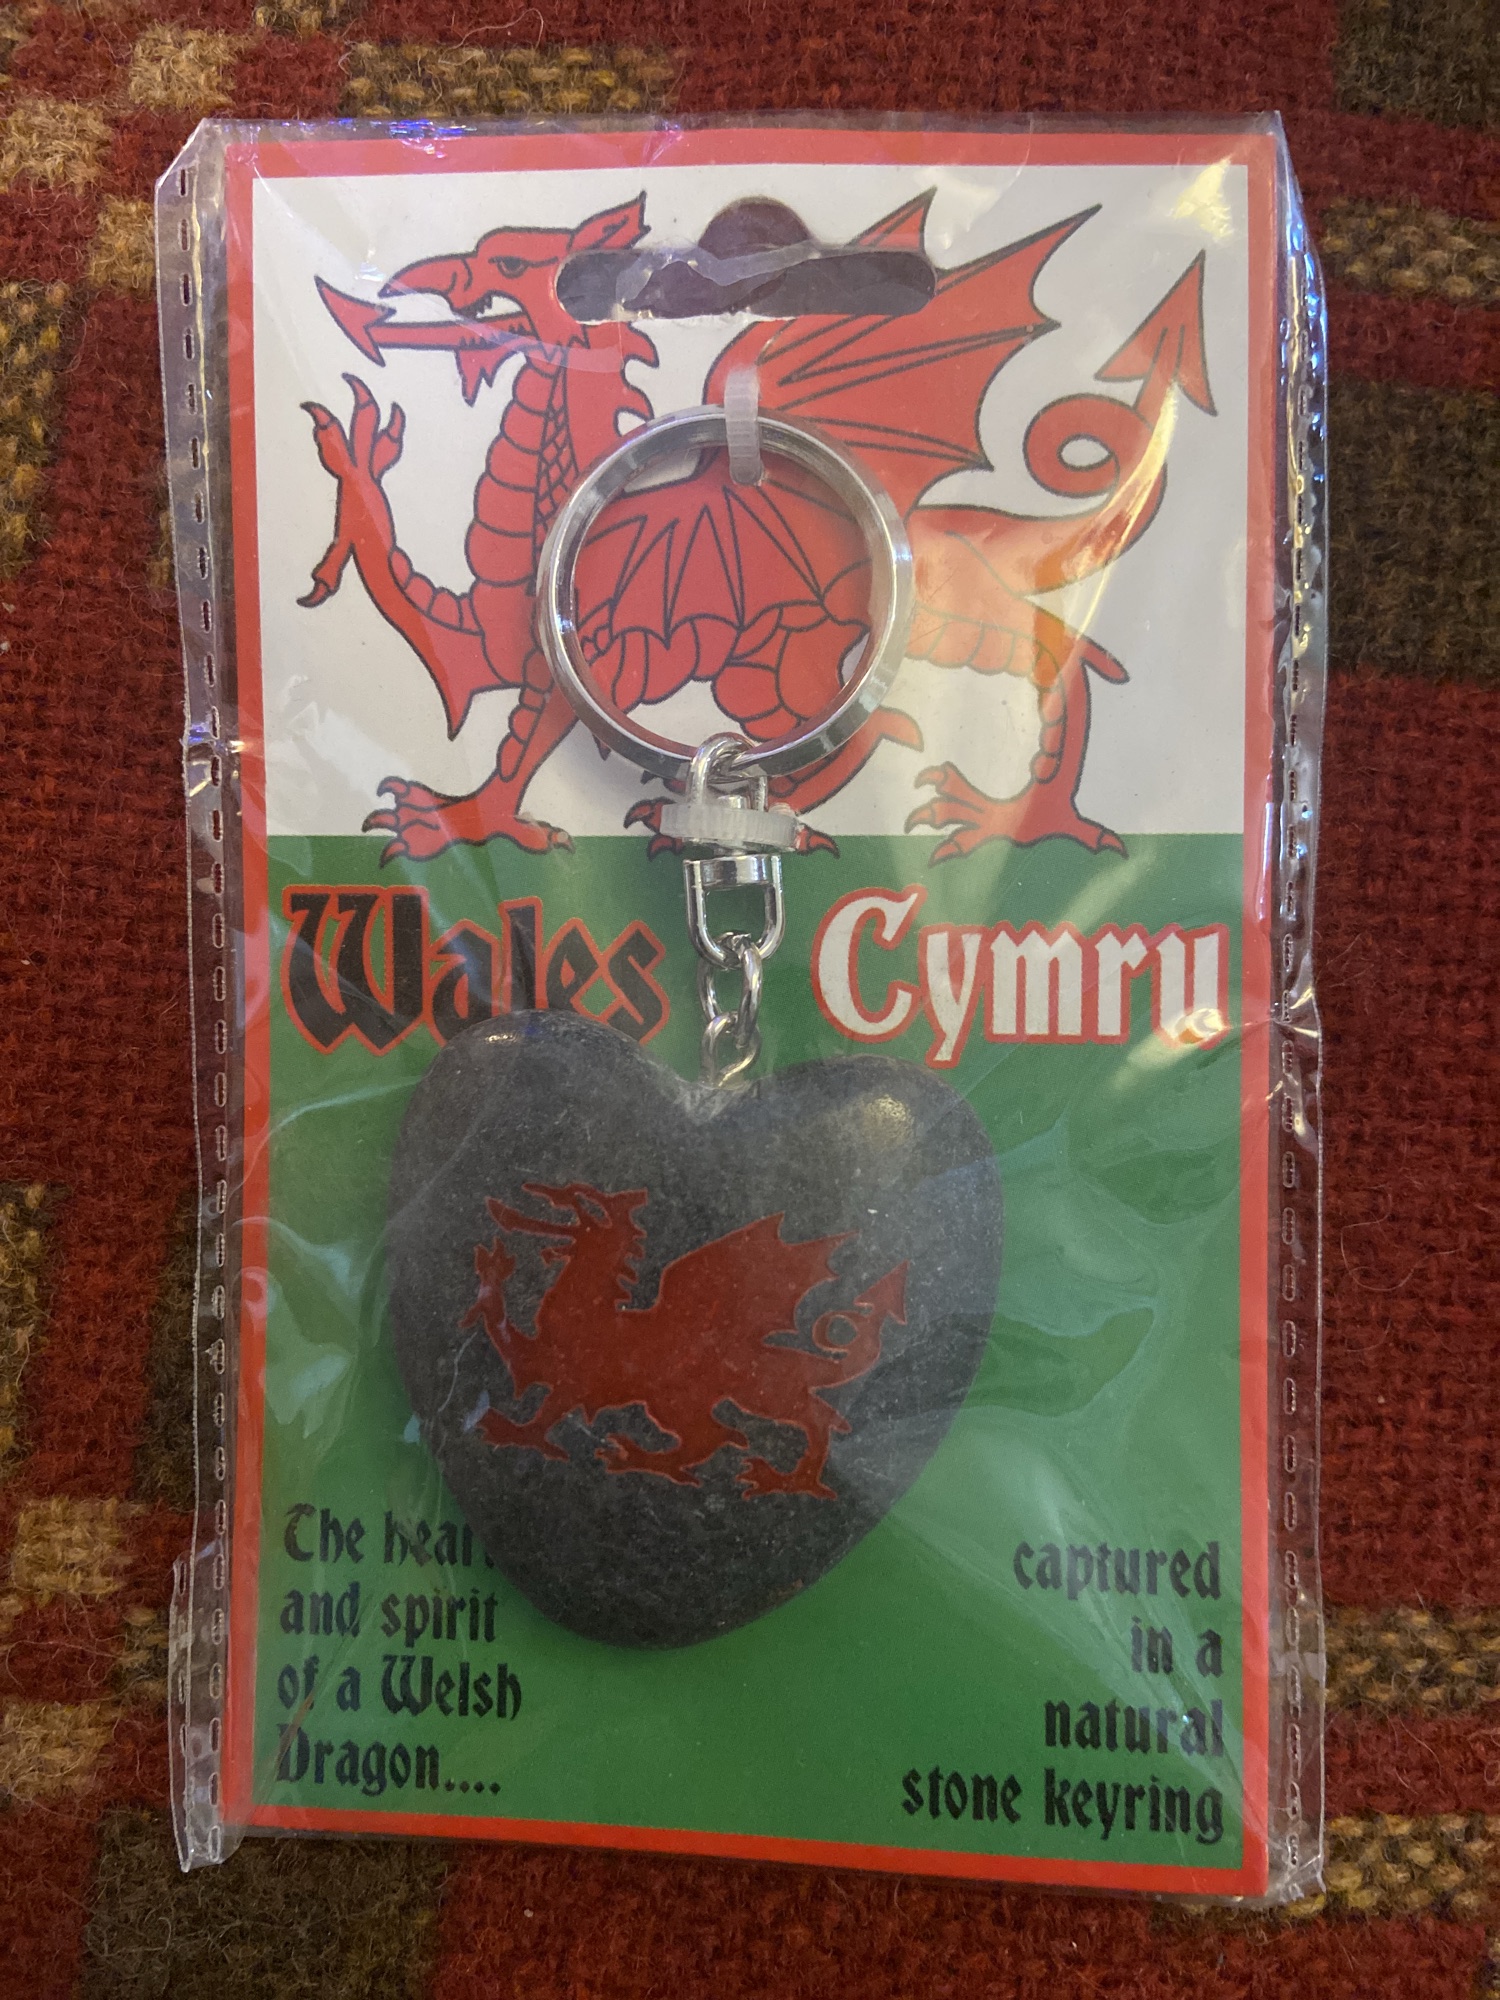 Wales Cymru
The heart
and spirit
of a Welsh
Dragon....
captured
in a
natural
stone keyring